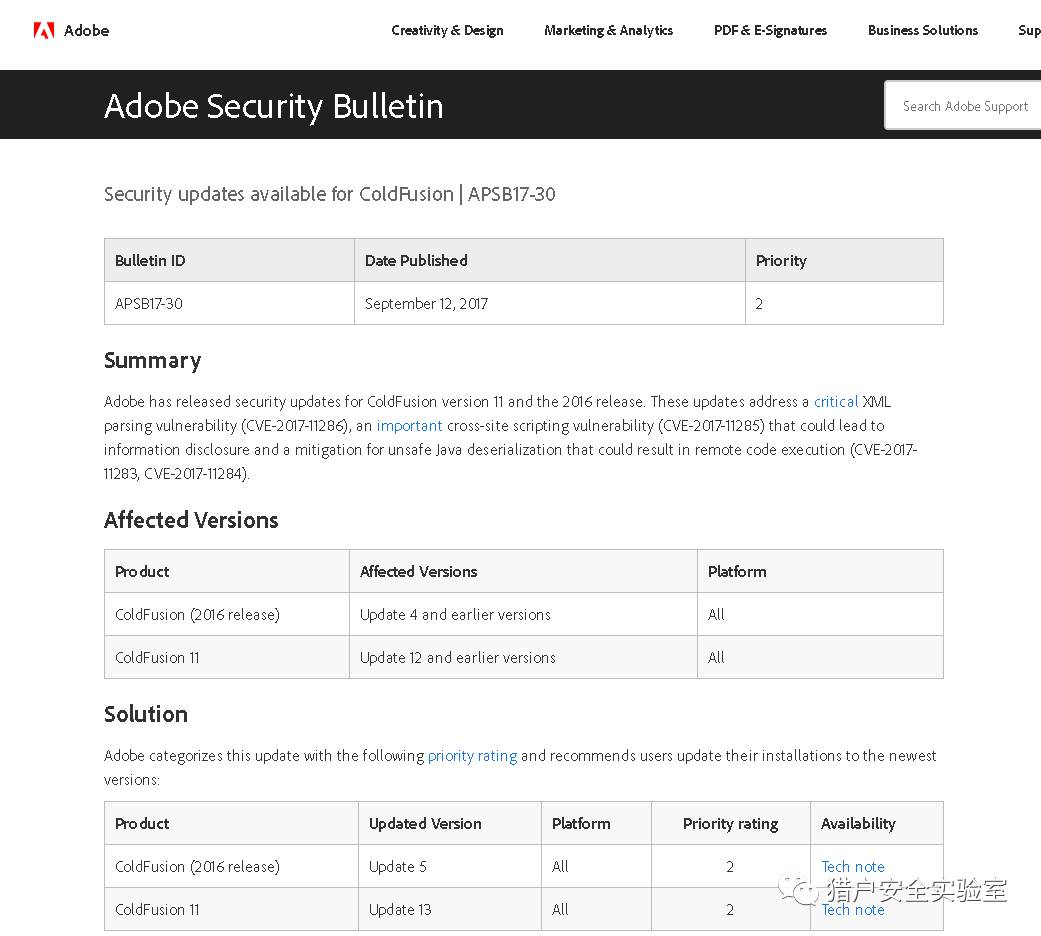 Adobe Creativity & Design Marketing & Analytics PDF & E-Signatures Business Solutions Sup
Adobe Security Bulletin Search Adobe Support
Security updates available for ColdFusion | APSB17-30
Bulletin ID Date Published Priority
APSB17-30 September 12, 2017 2
Summary
Adobe has released security updates for ColdFusion version 11 and the 2016 release. These updates address a critical XML
parsing vulnerability (CVE-2017-11286), an important cross-site scripting vulnerability (CVE-2017-11285) that could lead to
information disclosure and a mitigation for unsafe Java deserialization that could result in remote code execution (CVE-2017-
11283, CVE-2017-11284).
Affected Versions
Product Affected Versions Platform
ColdFusion (2016 release) Update 4 and earlier versions All
ColdFusion 11 Update 12 and earlier versions All
Solution
Adobe categorizes this update with the following priority rating and recommends users update their installations to the newest
versions:
Product Updated Version Platform Priority rating Availability
ColdFusion (2016 release) Update 5 All 2 Tech note
猎户安全实验室
ColdFusion 11 Update 13 All 2 Tech note